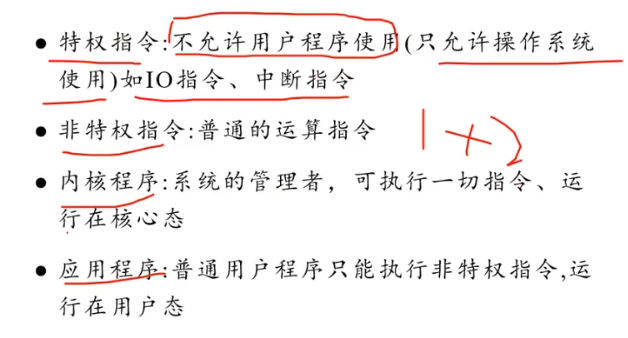 ● 特权指令:不允许用户程序使用(只允许操作系统
使用)如IO指令、中断指令
● 非特权指令:普通的运算指令
1+2
● 内核程序:系统的管理者，可执行一切指令、运
行在核心态
● 应用程序:普通用户程序只能执行非特权指令,运
行在用户态